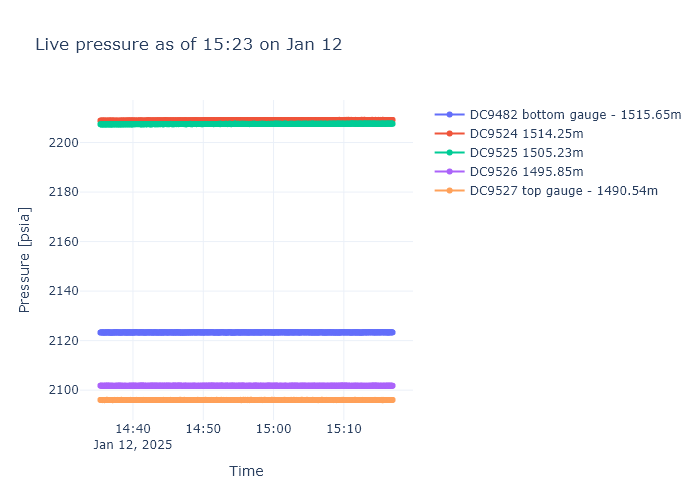 Live pressure as of 15:23 on Jan 12
DC9482 bottom gauge - 1515.65m
DC9524 1514.25m
DC9525 1505.23m
DC9526 1495.85m
DC9527 top gauge - 1490.54m
Pressure [psia]
2200
2180
2160
2140
2120
2100
14:40
14:50
15:00
15:10
Jan 12, 2025
Time